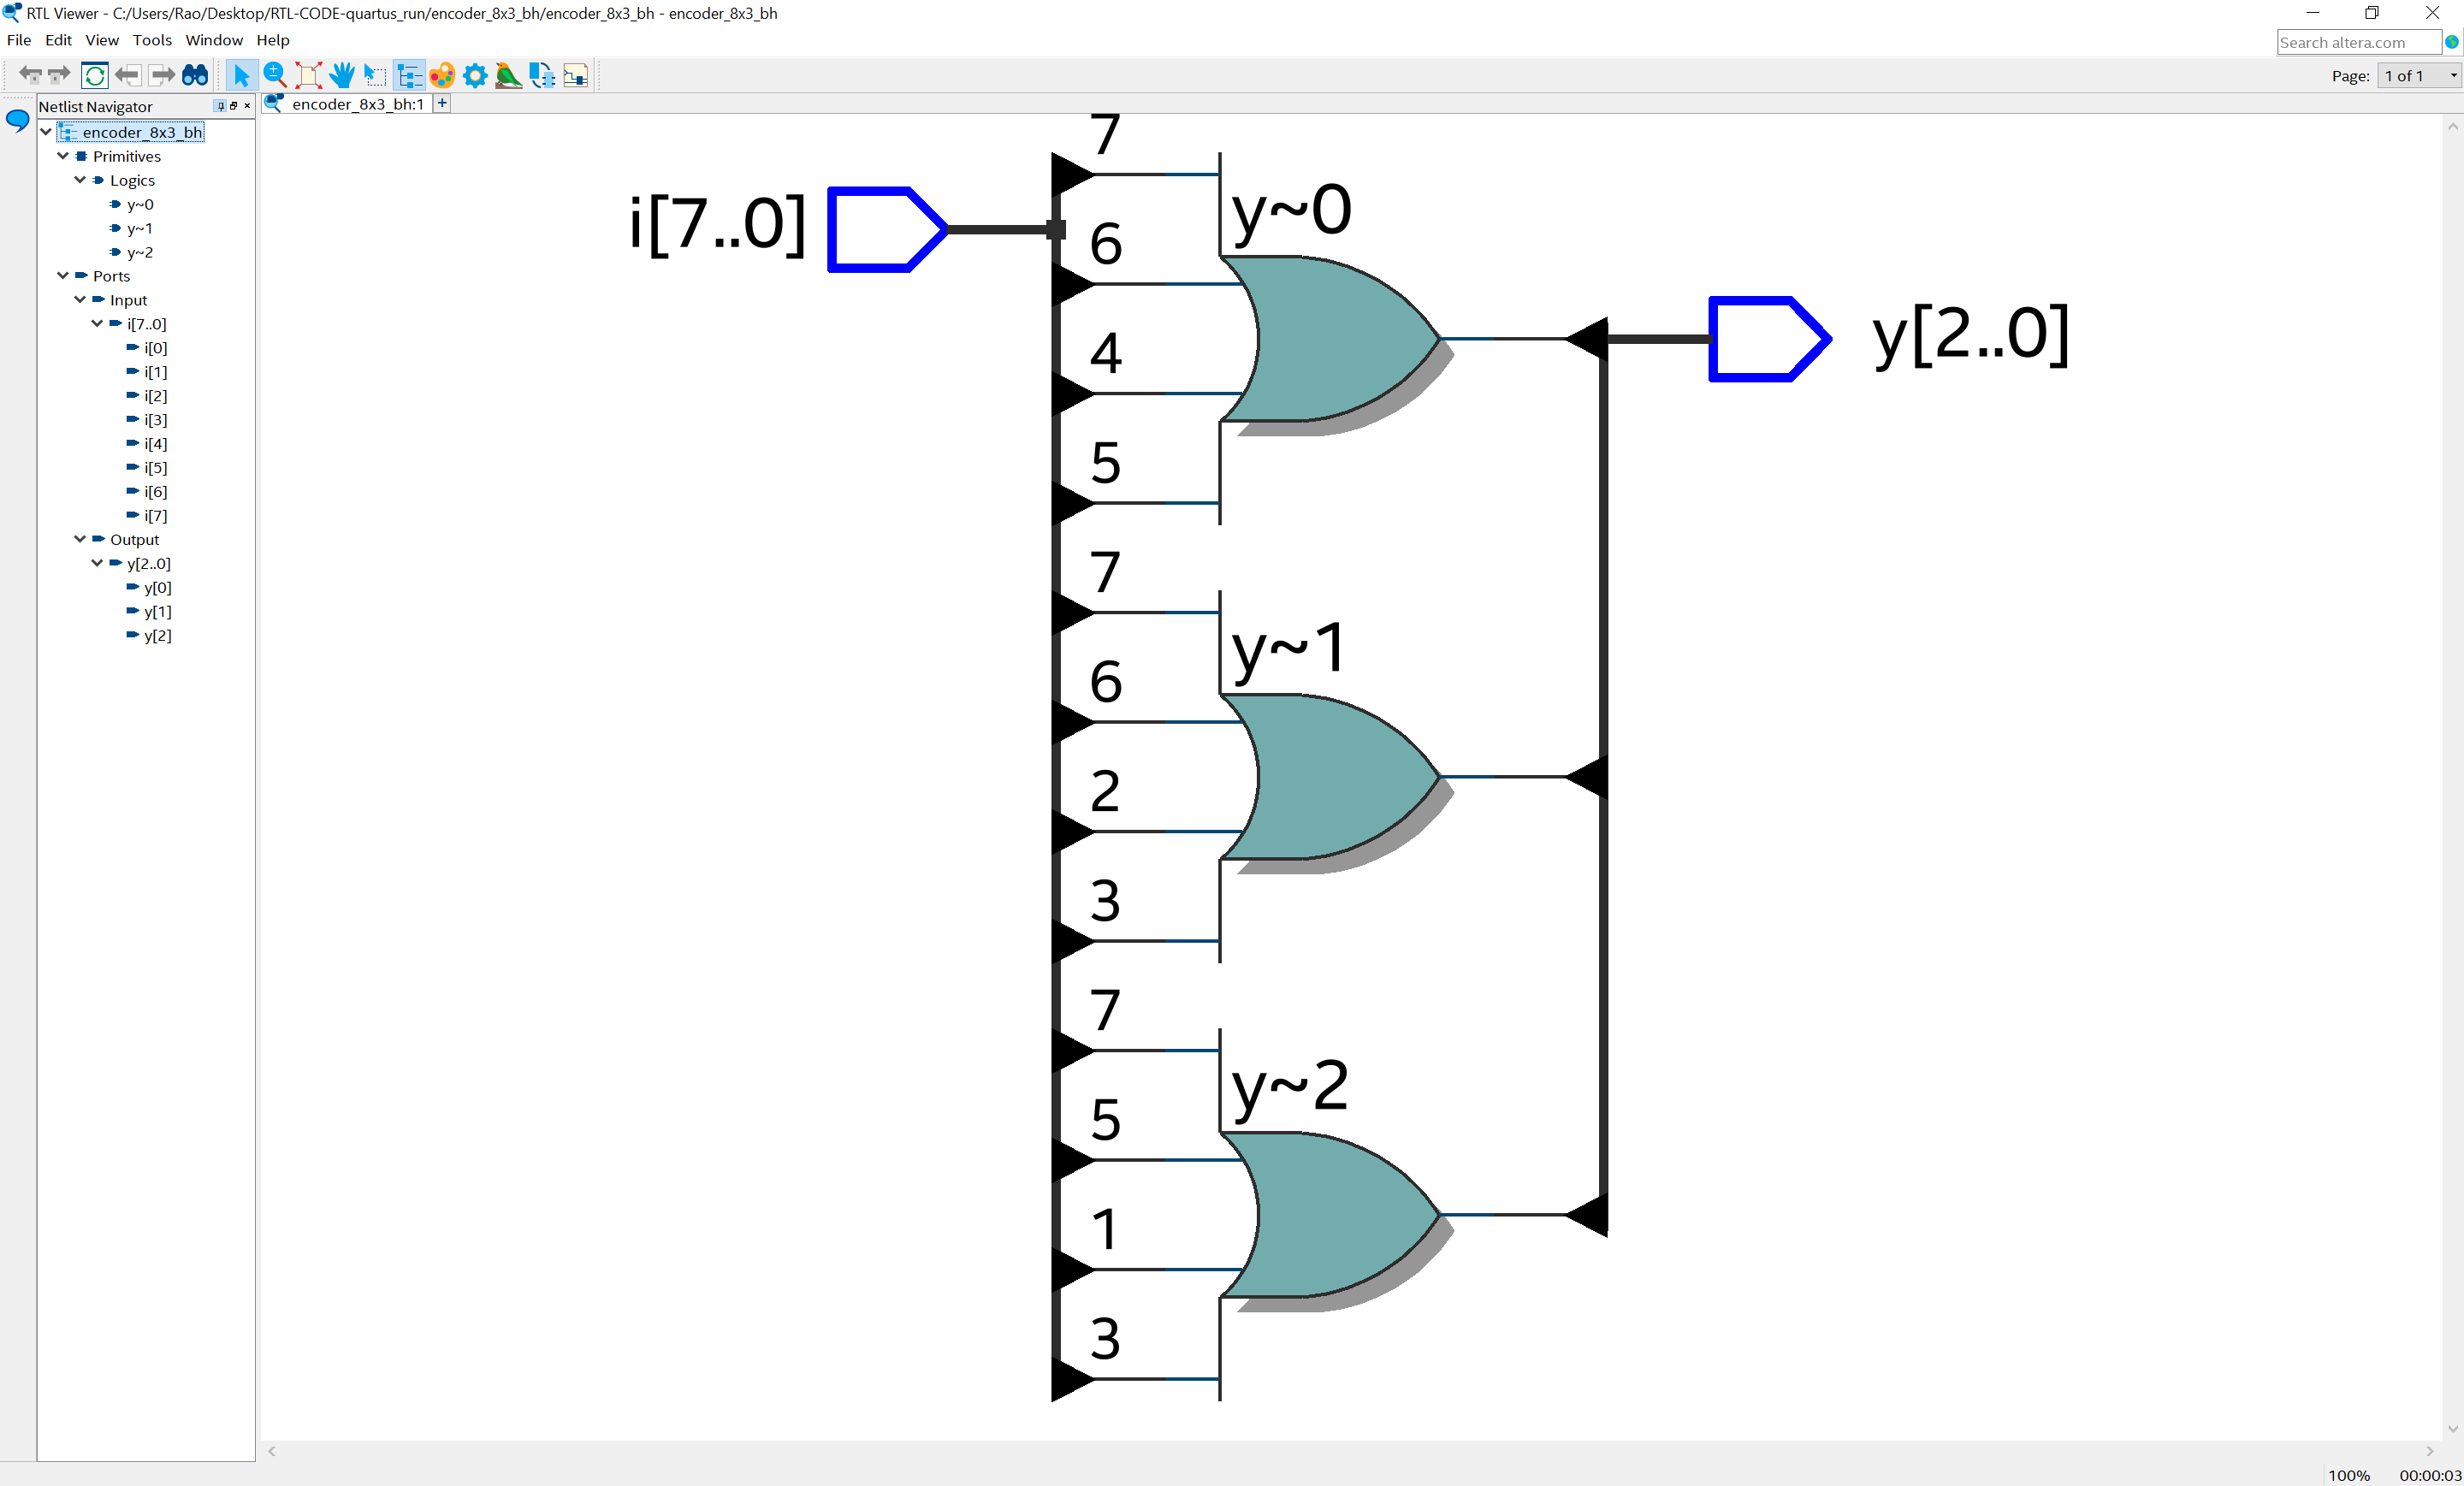 RTL Viewer - C:/Users/Rao/Desktop/RTL-CODE-quartus_run/encoder_8x3_bh/encoder_8x3_bh - encoder_8x3_bh
File Edit View Tools Window Help
Search altera.com
Page: 1 of 1
Netlist Navigator
encoder_8x3_bh
Primitives
Logics
y~0
y~1
y~2
Ports
Input
i[7..0]
i[0]
i[1]
i[2]
i[3]
i[4]
i[5]
i[6]
i[7]
Output
y[2..0]
y[0]
y[1]
y[2]
encoder_8x3_bh:1
i[7..0]
7
6
4
5
y~0
y[2..0]
7
6
2
3
y~1
7
5
1
3
y~2
100% 00:00:03